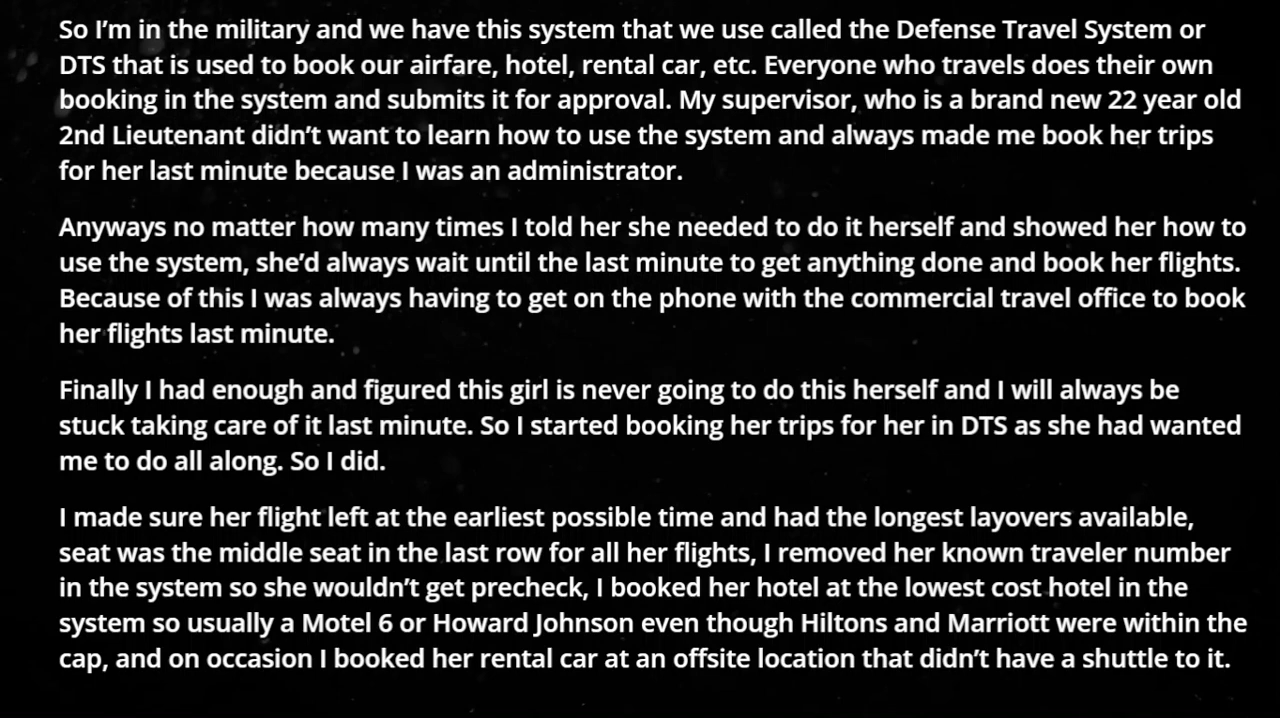 So I’m in the military and we have this system that we use called the Defense Travel System or
DTS that is used to book our airfare, hotel, rental car, etc. Everyone who travels does their own
booking in the system and submits it for approval. My supervisor, who is a brand new 22 year old
2nd Lieutenant didn’t want to learn how to use the system and always made me book her trips
for her last minute because I was an administrator.
Anyways no matter how many times I told her she needed to do it herself and showed her how to
use the system, she’d always wait until the last minute to get anything done and book her flights.
Because of this I was always having to get on the phone with the commercial travel office to book
her flights last minute.
Finally I had enough and figured this girl is never going to do this herself and I will always be
stuck taking care of it last minute. So I started booking her trips for her in DTS as she had wanted
me to do all along. So I did.
I made sure her flight left at the earliest possible time and had the longest layovers available,
seat was the middle seat in the last row for all her flights, I removed her known traveler number
in the system so she wouldn’t get precheck, I booked her hotel at the lowest cost hotel in the
system so usually a Motel 6 or Howard Johnson even though Hiltons and Marriott were within the
cap, and on occasion I booked her rental car at an offsite location that didn’t have a shuttle to it.